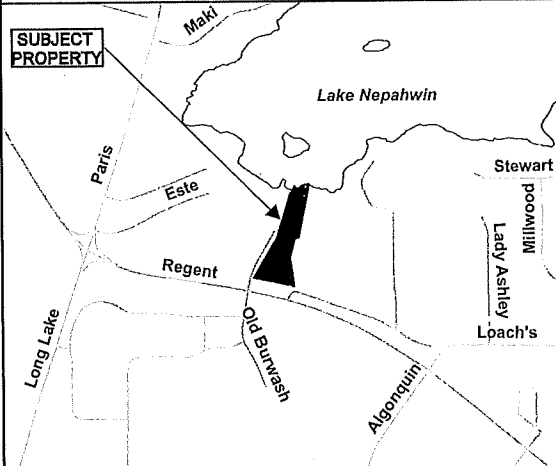 Maki
SUBJECT
PROPERTY
Lake Nepahwin
Paris
Este
Stewart
Millwood
Lady Ashley
Regent
Old Burwash
Loach's
Long Lake
Algonquin